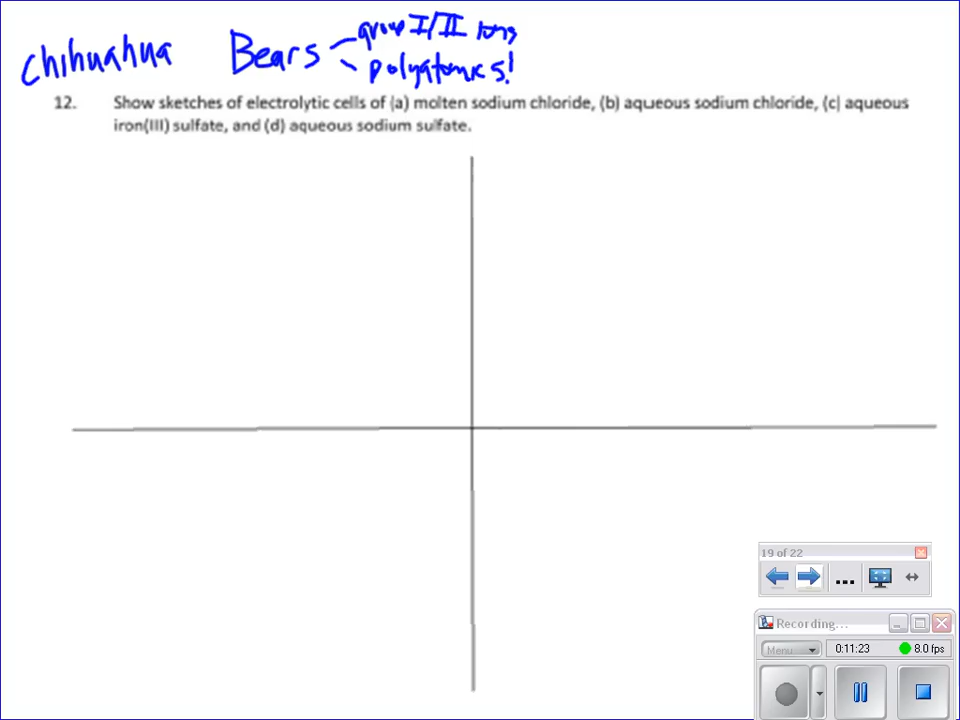 chihuahua Bears group I/II ions
polyatomics!
12. Show sketches of electrolytic cells of (a) molten sodium chloride, (b) aqueous sodium chloride, (c) aqueous
iron(III) sulfate, and (d) aqueous sodium sulfate.
19 of 22
...
Recording...
Menu 0:11:23 8.0 fps